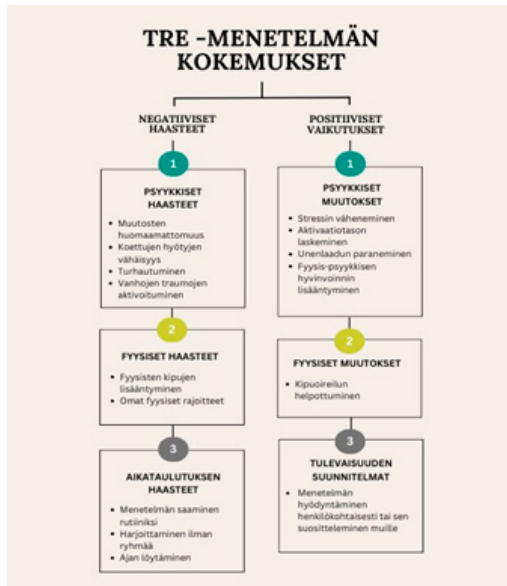 TRE -MENETELMÄN
KOKEMUKSET
NEGATIIVISET
HAASTEET
1
PSYYKKISET
HAASTEET
• Muutosten
huomaamattomuus
• Koettujen hyötyjen
vähäisyys
• Turhautuminen
• Vanhojen traumojen
aktivoituminen
2
FYYSISET HAASTEET
• Fyysisten kipujen
lisääntyminen
• Omat fyysiset rajoitteet
3
AIKATAULUTUKSEN
HAASTEET
• Menetelmän saaminen
rutiiniksi
• Harjoittaminen ilman
ryhmää
• Ajan löytäminen
POSITIIVISET
VAIKUTUKSET
1
PSYYKKISET
MUUTOKSET
• Stressin väheneminen
• Aktivaatiotason
laskeminen
• Unenlaadun paraneminen
• Fyysis-psyykkisen
hyvinvoinnin
lisääntyminen
2
FYYSISET MUUTOKSET
• Kipuoireilun
helpottuminen
3
TULEVAISUUDEN
SUUNNITELMAT
• Menetelmän
hyödyntäminen
henkilökohtaisesti tai sen
suositteleminen muille